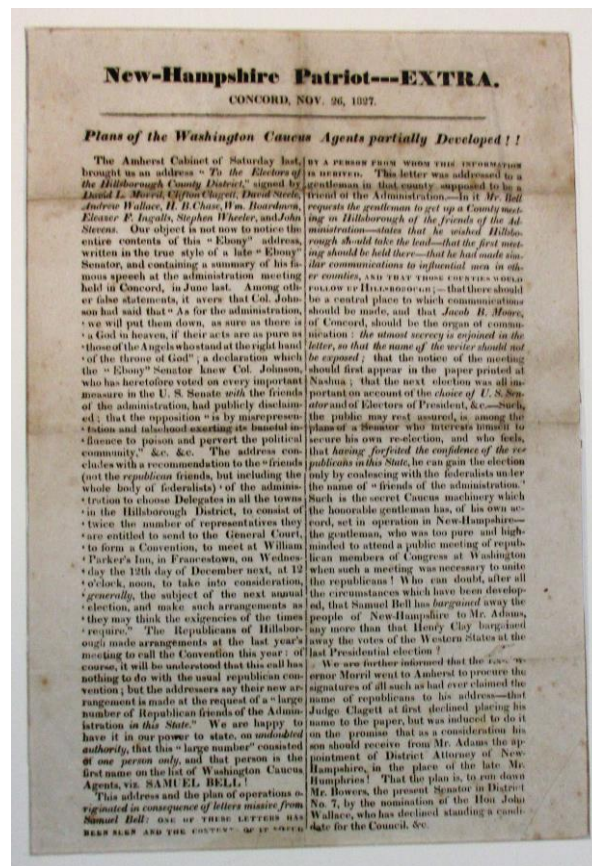 New-Hampshire Patriot---EXTRA.
CONCORD, NOV. 26, 1827.
Plans of the Washington Caucus Agents partially Developed ! !
The Amherst Cabinet of Saturday last,
brought us an address "To the Electors of
the Hillsborough County District," signed by
David L. Morril, Clifton Clagett, David Steele,
Andrew Wallace, H. B. Chase, Wm. Boardman,
Eleazer F. Ingalls, Stephen Wheeler, and John
Stevens. Our object is not now to notice the
entire contents of this "Ebony" address,
written in the true style of a late "Ebony"
Senator, and containing a summary of his fa-
mous speech at the administration meeting
held in Concord, in June last. Among oth-
er false statements, it avers that Col. John-
son had said that "As for the administration,
' we will put them down, as sure as there is
' a God in heaven, if their acts are as pure as
' those of the Angels who stand at the right hand
' of the throne of God" ; a declaration which
the "Ebony" Senator knew Col. Johnson,
who has heretofore voted on every important
measure in the U. S. Senate with the friends
of the administration, had publicly disclaim-
ed ; that the opposition "is by misrepresen-
' tation and falsehood exerting its baneful in-
' fluence to poison and pervert the political
community," &c. &c. The address con-
cludes with a recommendation to the "friends
(not the republican friends, but including the
whole body of federalists) ' of the adminis-
' tration to choose Delegates in all the towns
' in the Hillsborough District, to consist of
' twice the number of representatives they
' are entitled to send to the General Court,
' to form a Convention, to meet at William
' Parker's Inn, in Francestown, on Wednes-
' day the 12th day of December next, at 12
' o'clock, noon, to take into consideration,
' generally, the subject of the next annual
' election, and make such arrangements as
' they may think the exigencies of the times
' require." The Republicans of Hillsbor-
ough made arrangements at the last year's
meeting to call the Convention this year : of
course, it will be understood that this call has
nothing to do with the usual republican con-
vention ; but the addressers say their new ar-
rangement is made at the request of a "large
number of Republican friends of the Admin-
istration in this State." We are happy to
have it in our power to state, on undoubted
authority, that this "large number" consisted
of one person only, and that person is the
first name on the list of Washington Caucus
Agents, viz. SAMUEL BELL !
This address and the plan of operations o-
riginated in consequence of letters missive from
Samuel Bell : ONE OF THESE LETTERS HAS
BEEN SEEN AND THE OF IT
BY A PERSON FROM WHOM THIS INFORMATION
IS DERIVED. This letter was addressed to a
gentleman in that county supposed to be a
friend of the Administration.—In it Mr. Bell
requests the gentleman to get up a County meet-
ing in Hillsborough of the friends of the Ad-
ministration—states that he wished Hillsbo-
rough should take the lead—that the first meet-
ing should be held there—that he had made sim-
ilar communications to influential men in oth-
er counties, AND THAT THOSE COUNTIES WOULD
FOLLOW UP HILLSBOROUGH ; —that there should
be a central place to which communications
should be made, and that Jacob B. Moore,
of Concord, should be the organ of commu-
nication : the utmost secrecy is enjoined in the
letter, so that the name of the writer should not
be exposed ; that the notice of the meeting
should first appear in the paper printed at
Nashua ; that the next election was all im-
portant on account of the choice of U. S. Sen-
ator and of Electors of President, &c.—Such,
the public may rest assured, is among the
plans of a Senator who interests himself to
secure his own re-election, and who feels,
that having forfeited the confidence of the re-
publicans in this State, he can gain the election
only by coalescing with the federalists under
the name of "friends of the administration.'
Such is the secret Caucus machinery which
the honorable gentleman has, of his own ac-
cord, set in operation in New-Hampshire—
the gentleman, who was too pure and high-
minded to attend a public meeting of repub-
lican members of Congress at Washington
when such a meeting was necessary to unite
the republicans ! Who can doubt, after all
the circumstances which have been develop-
ed, that Samuel Bell has bargained away the
people of New-Hampshire to Mr. Adams,
any more than that Henry Clay bargained
away the votes of the Western States at the
last Presidential election ?
We are further informed that the
ernor Morril went to Amherst to procure the
signatures of all such as had ever claimed the
name of republicans to his address—that
Judge Clagett at first declined placing his
name to the paper, but was induced to do it
on the promise that as a consideration his
son should receive from Mr. Adams the ap-
pointment of District Attorney of New-
Hampshire, in the place of the late Mr.
Humphries ! That the plan is, to run down
Mr. Bowers, the present Senator in District
No. 7, by the nomination of the Hon John
Wallace, who has declined standing a candi-
date for the Council, &c.